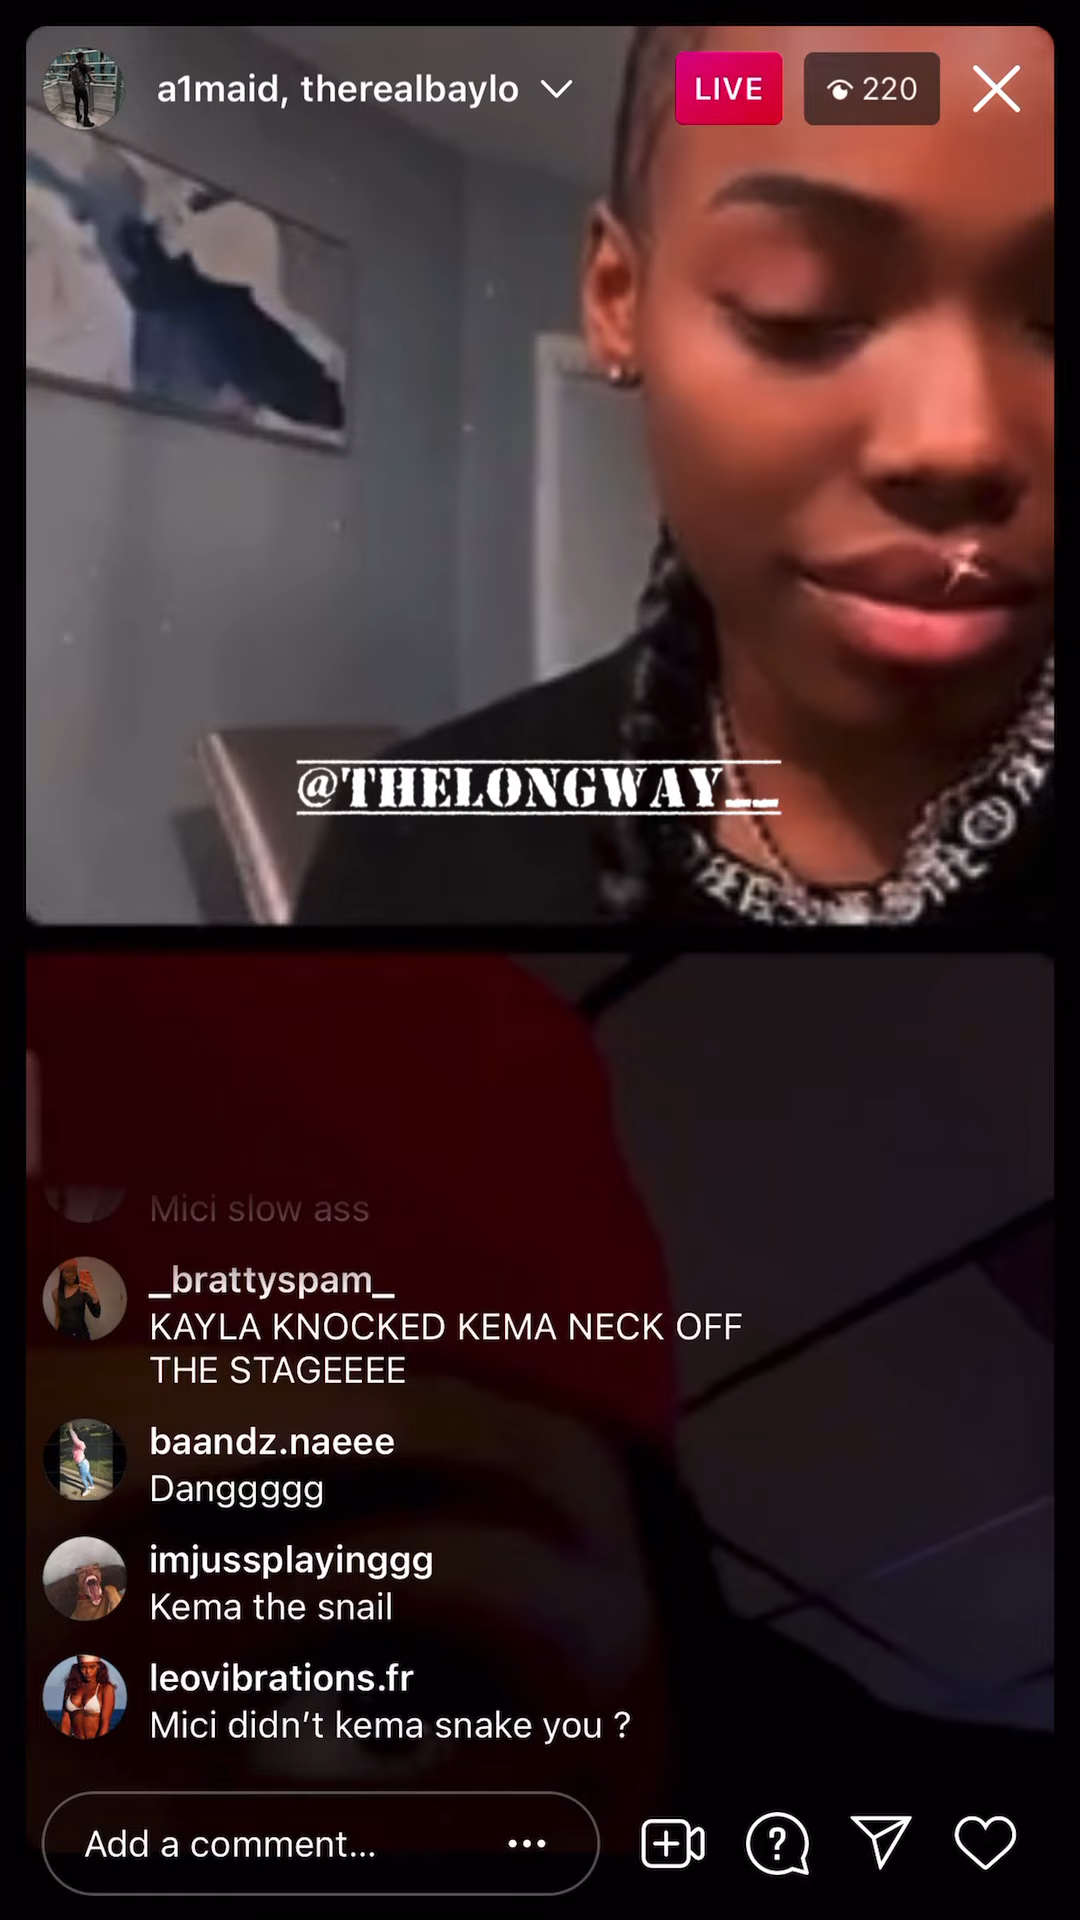 a1maid, therealbaylo
LIVE
220
@THELONGWAY__
Mici slow ass
_brattyspam_
KAYLA KNOCKED KEMA NECK OFF
THE STAGEEEE
baandz.naeee
Danggggg
imjussplayinggg
Kema the snail
leovibrations.fr
Mici didn’t kema snake you ?
Add a comment...